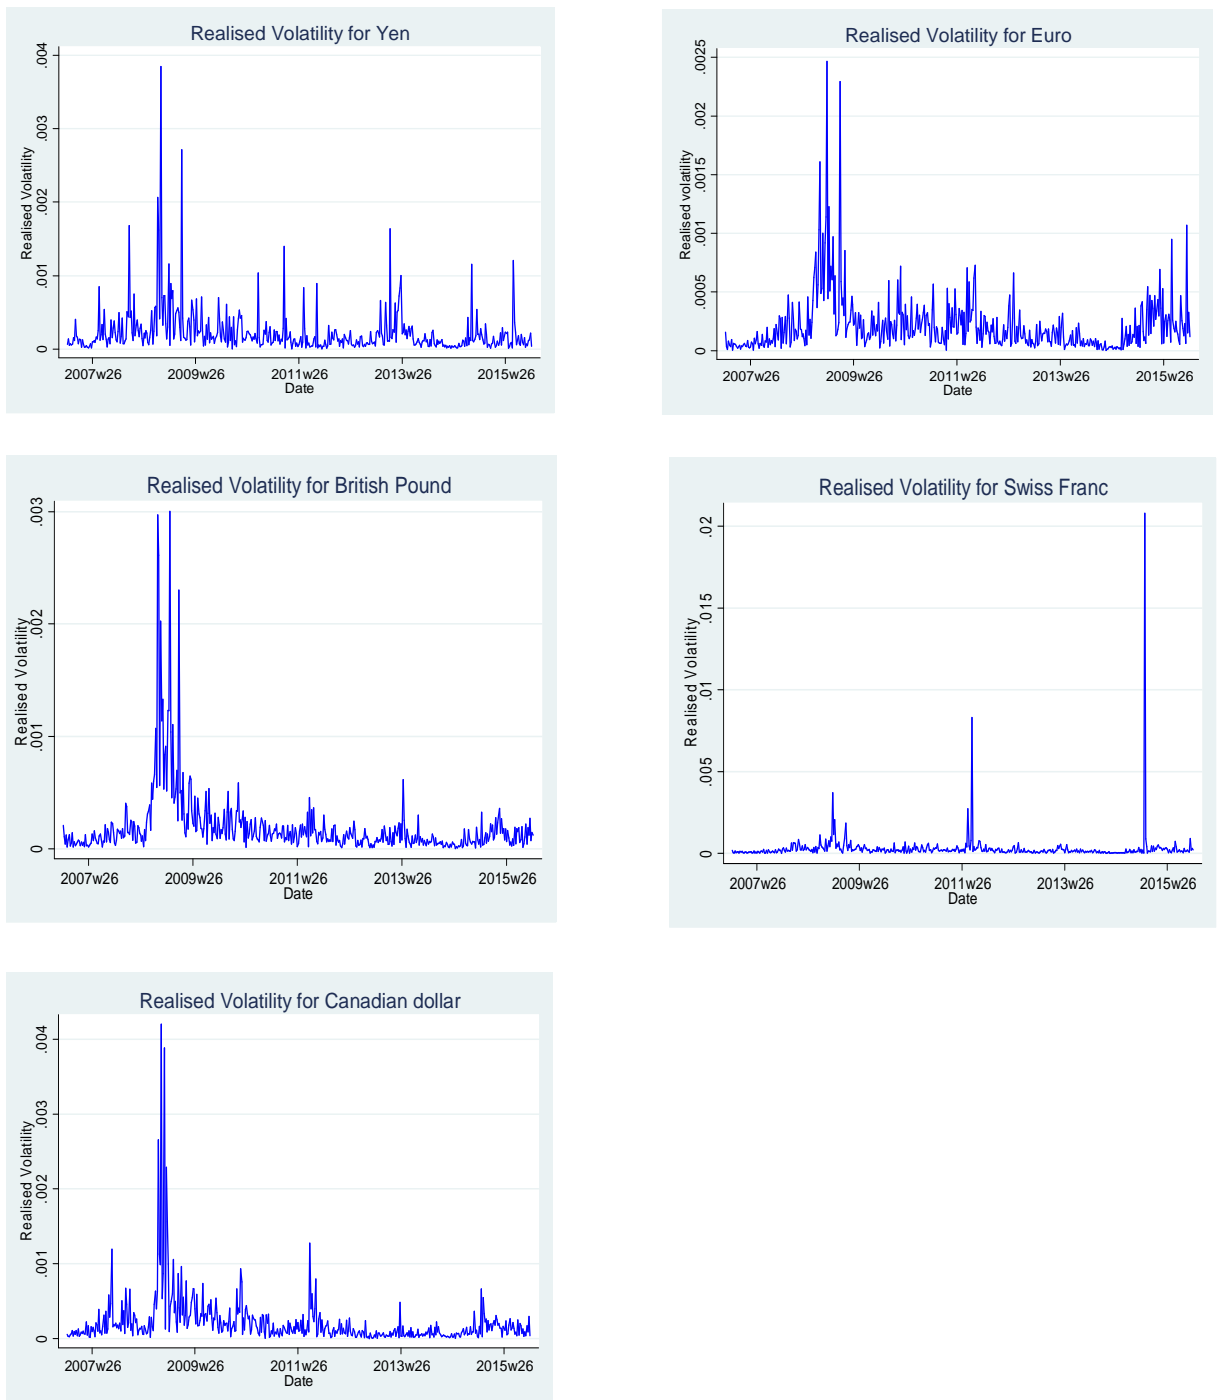 Realised Volatility for Yen
Realised Volatility
.004
.003
.002
.001
0
2007w26 2009w26 2011w26 2013w26 2015w26
Date
Realised Volatility for Euro
Realised volatility
.0025
.002
.0015
.001
.0005
0
2007w26 2009w26 2011w26 2013w26 2015w26
Date
Realised Volatility for British Pound
Realised Volatility
.003
.002
.001
0
2007w26 2009w26 2011w26 2013w26 2015w26
Date
Realised Volatility for Swiss Franc
Realised Volatility
.02
.015
.01
.005
0
2007w26 2009w26 2011w26 2013w26 2015w26
Date
Realised Volatility for Canadian dollar
Realised Volatility
.004
.003
.002
.001
0
2007w26 2009w26 2011w26 2013w26 2015w26
Date